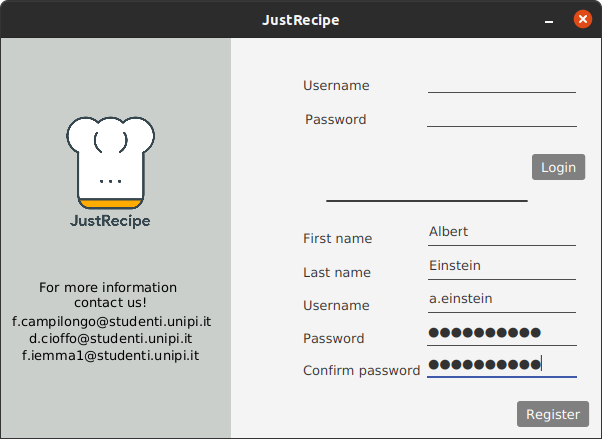 JustRecipe
JustRecipe
For more information
contact us!
f.campilongo@studenti.unipi.it
d.cioffo@studenti.unipi.it
f.iemma1@studenti.unipi.it
Username
Password
Login
First name Albert
Last name Einstein
Username a.einstein
Password ●●●●●●●●●●
Confirm password ●●●●●●●●●●
Register